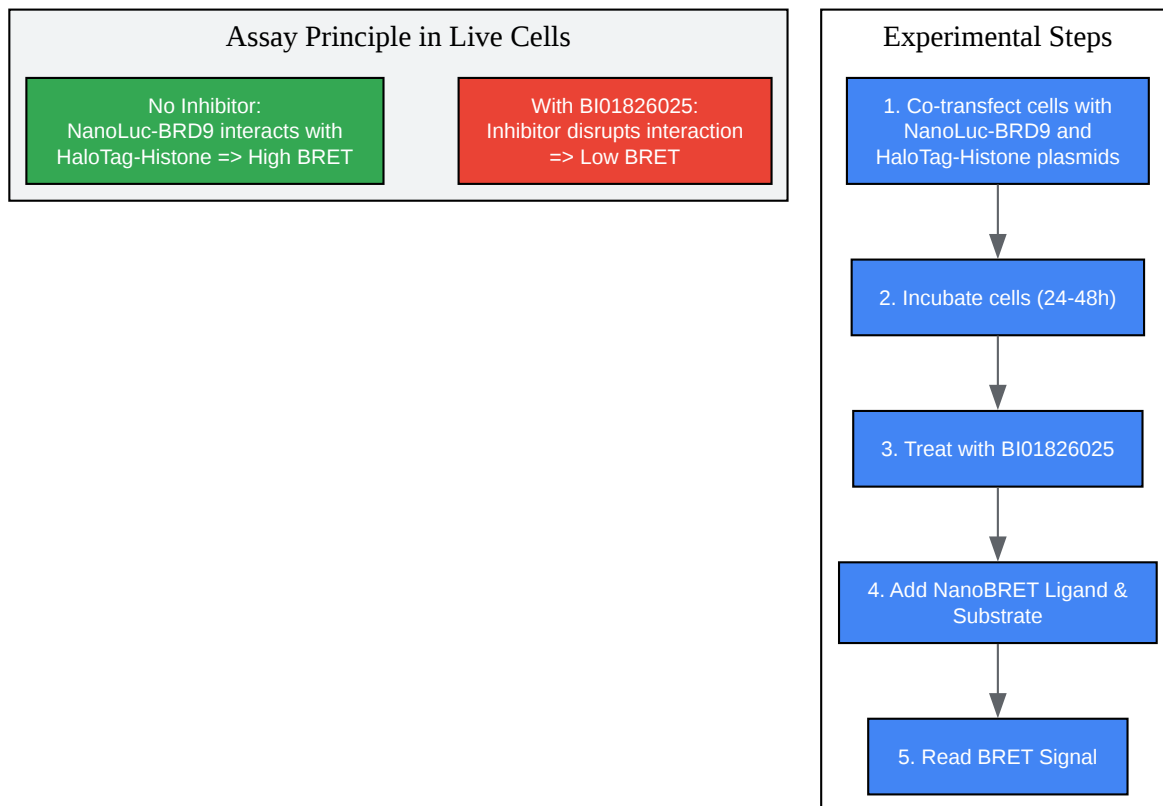 Assay Principle in Live Cells
No Inhibitor:
NanoLuc-BRD9 interacts with
HaloTag-Histone => High BRET
With BI01826025:
Inhibitor disrupts interaction
=> Low BRET
Experimental Steps
1. Co-transfect cells with
NanoLuc-BRD9 and
HaloTag-Histone plasmids
2. Incubate cells (24-48h)
3. Treat with BI01826025
4. Add NanoBRET Ligand &
Substrate
5. Read BRET Signal